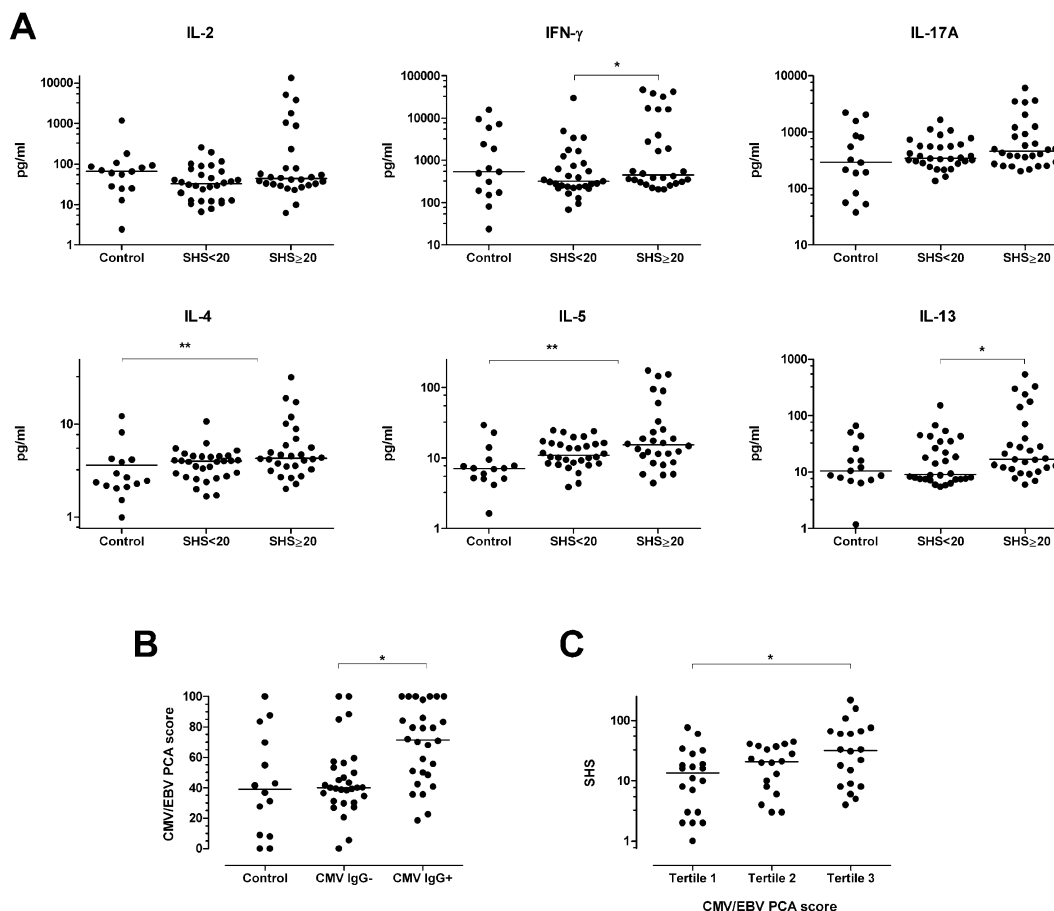 A
IL-2
IFN-γ
IL-17A
pg/ml
10000
1000
100
10
1
Control
SHS<20
SHS≥20
pg/ml
100000
10000
1000
100
10
*
Control
SHS<20
SHS≥20
pg/ml
10000
1000
100
10
Control
SHS<20
SHS≥20
IL-4
IL-5
IL-13
pg/ml
10
1
**
Control
SHS<20
SHS≥20
pg/ml
100
10
1
**
Control
SHS<20
SHS≥20
pg/ml
1000
100
10
1
*
Control
SHS<20
SHS≥20
B
CMV/EBV PCA score
100
80
60
40
20
0
*
Control
CMV IgG-
CMV IgG+
C
SHS
100
10
1
*
Tertile 1
Tertile 2
Tertile 3
CMV/EBV PCA score